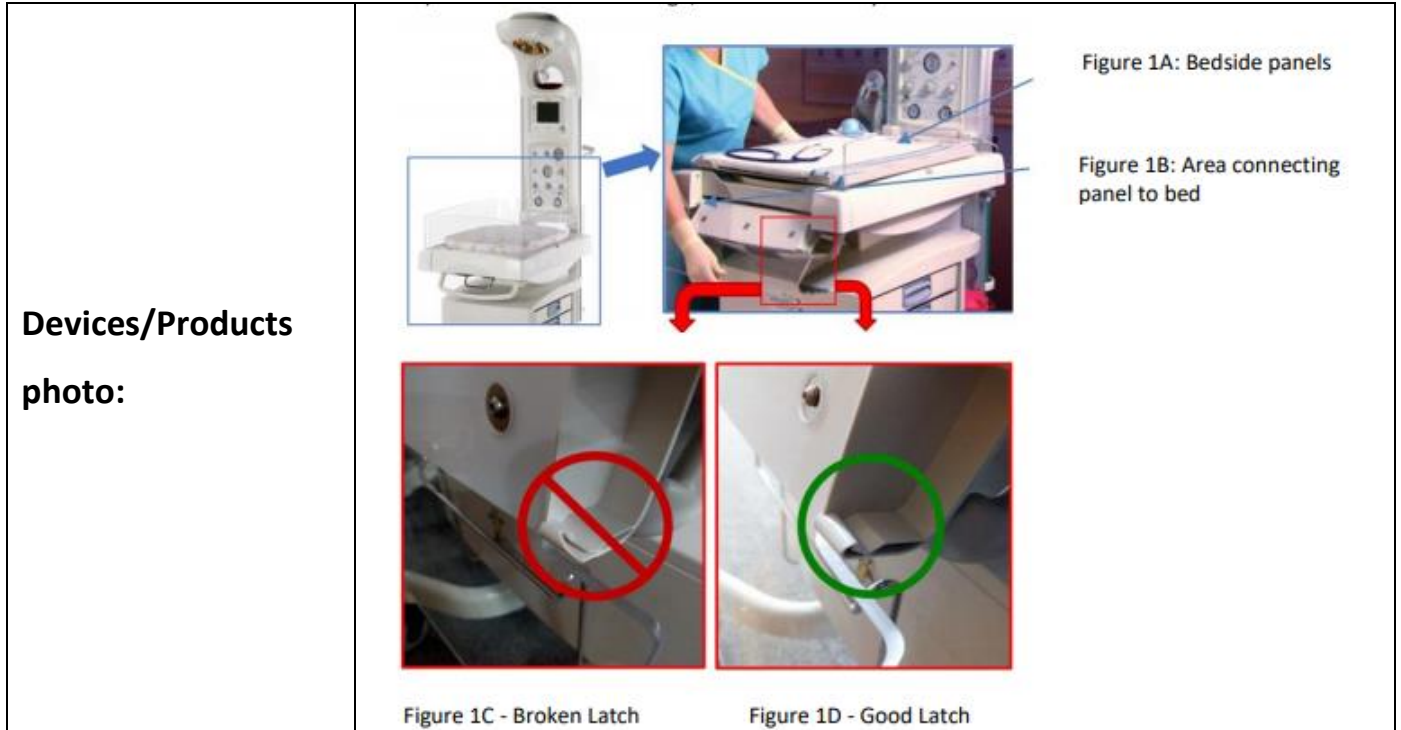 Figure 1A: Bedside panels
Figure 1B: Area connecting
panel to bed
Devices/Products
photo:
Figure 1C - Broken Latch
Figure 1D - Good Latch